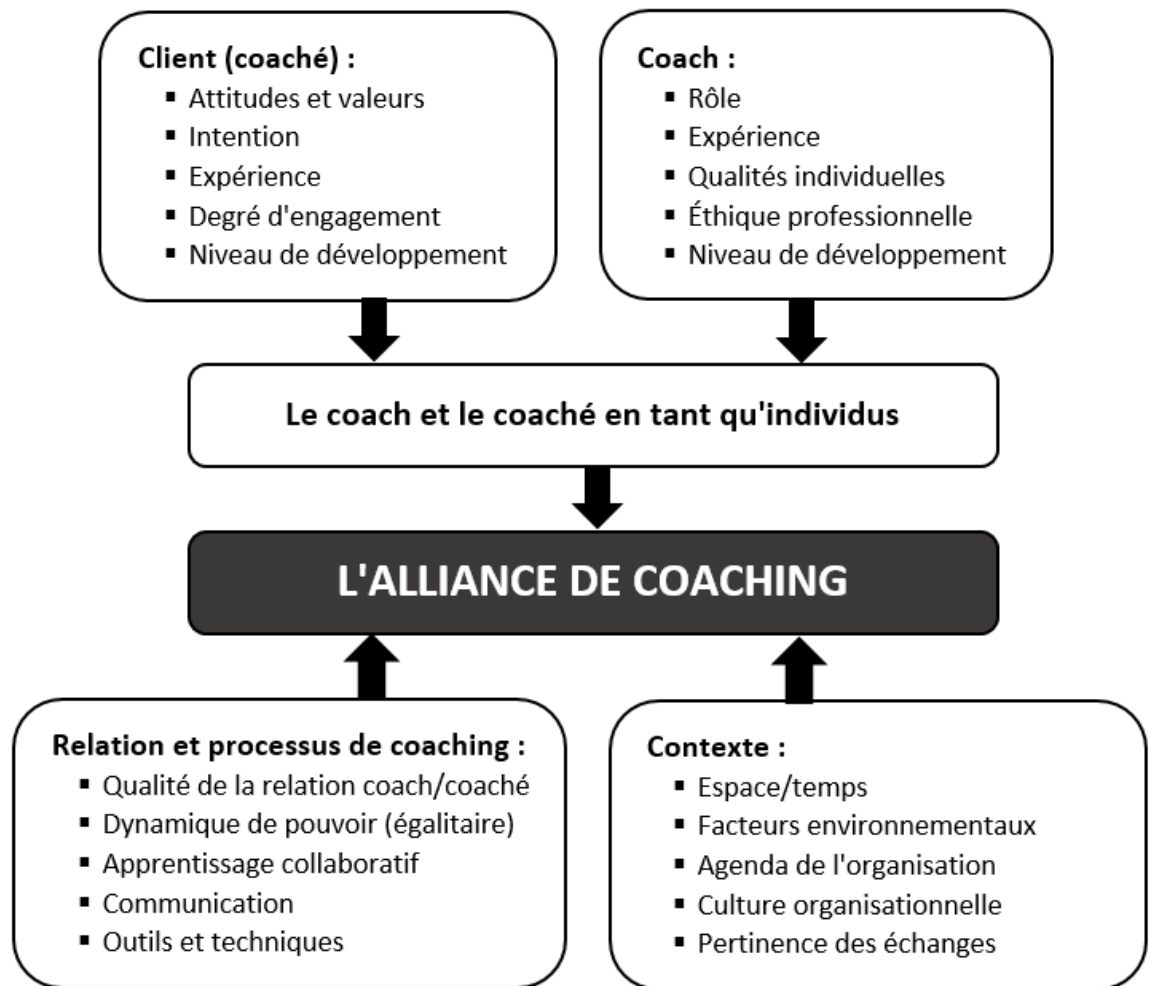 Client (coaché) :
▪ Attitudes et valeurs
▪ Intention
▪ Expérience
▪ Degré d'engagement
▪ Niveau de développement
Coach :
▪ Rôle
▪ Expérience
▪ Qualités individuelles
▪ Éthique professionnelle
▪ Niveau de développement
Le coach et le coaché en tant qu'individus
L'ALLIANCE DE COACHING
Relation et processus de coaching :
▪ Qualité de la relation coach/coaché
▪ Dynamique de pouvoir (égalitaire)
▪ Apprentissage collaboratif
▪ Communication
▪ Outils et techniques
Contexte :
▪ Espace/temps
▪ Facteurs environnementaux
▪ Agenda de l'organisation
▪ Culture organisationnelle
▪ Pertinence des échanges